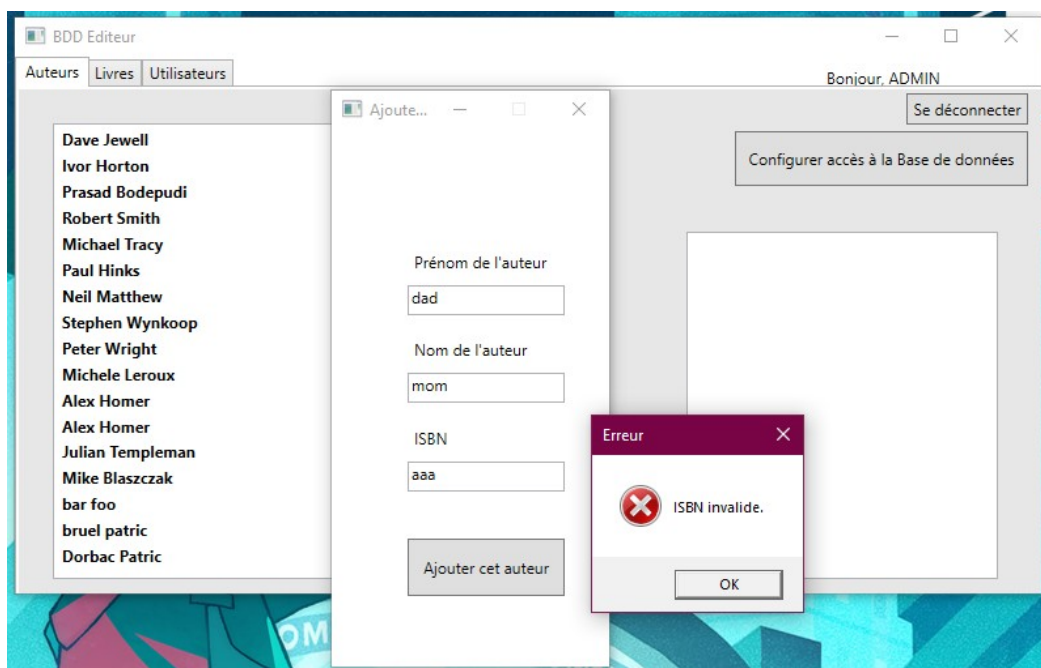 BDD Editeur
Auteurs Livres Utilisateurs
Bonjour, ADMIN
Se déconnecter
Configurer accès à la Base de données
Dave Jewell
Ivor Horton
Prasad Bodepudi
Robert Smith
Michael Tracy
Paul Hinks
Neil Matthew
Stephen Wynkoop
Peter Wright
Michele Leroux
Alex Homer
Alex Homer
Julian Templeman
Mike Blaszczak
bar foo
bruel patric
Dorbac Patric
Ajoute...
Prénom de l'auteur
dad
Nom de l'auteur
mom
ISBN
aaa
Ajouter cet auteur
Erreur
ISBN invalide.
OK